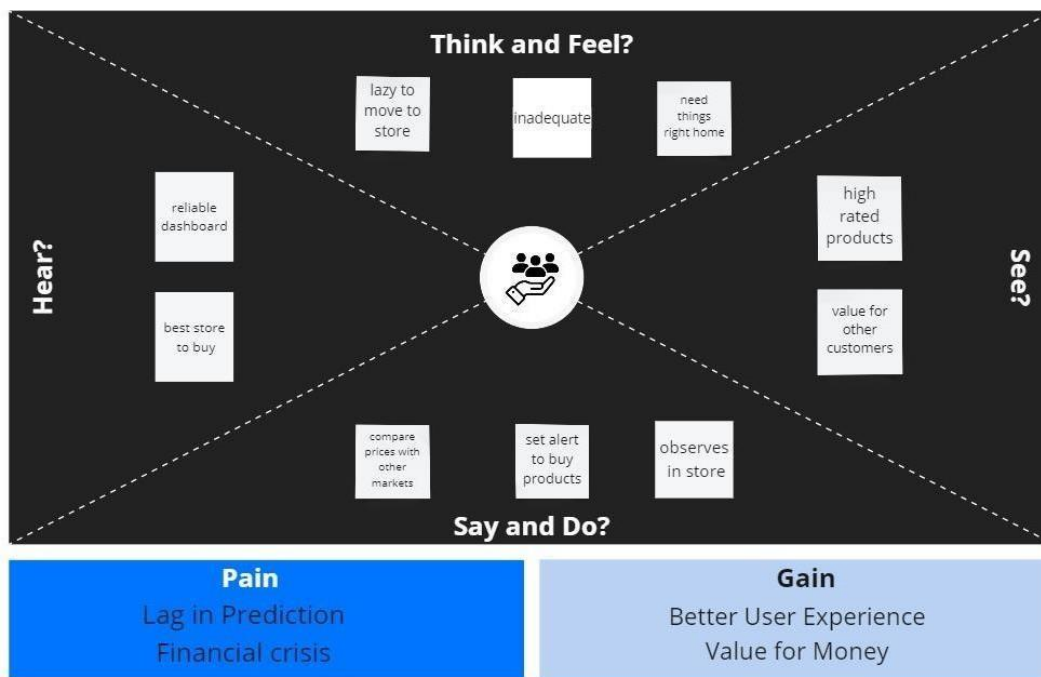 Think and Feel?
lazy to
move to
store
inadequate
need
things
right home
Hear?
reliable
dashboard
best store
to buy
See?
high
rated
products
value for
other
customers
compare
prices with
other
markets
set alert
to buy
products
observes
in store
Say and Do?
Pain
Lag in Prediction
Financial crisis
Gain
Better User Experience
Value for Money